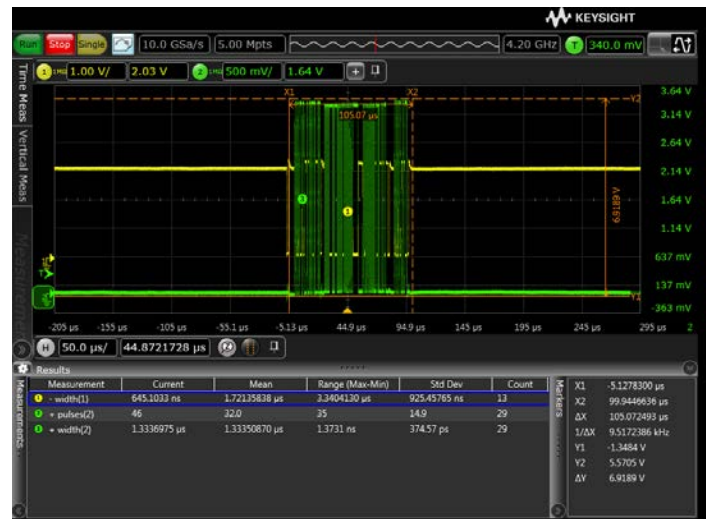 KEYSIGHT
Run Stop Single 10.0 GSa/s 5.00 Mpts 4.20 GHz T 340.0 mV
1 1MΩ 1.00 V/ 2.03 V 2 1MΩ 500 mV/ 1.64 V +
Time Meas
Vertical Meas
Measurements
X1 X2
105.07 µs
Y2
6.9189 V
Y1
3.64 V
3.14 V
2.64 V
2.14 V
1.64 V
1.14 V
637 mV
137 mV
-363 mV
-205 µs -155 µs -105 µs -55.1 µs -5.13 µs 44.9 µs 94.9 µs 145 µs 195 µs 245 µs 295 µs 2
H 50.0 µs/ 44.8721728 µs
Results
Measurements
Measurement Current Mean Range (Max-Min) Std Dev Count
- width(1) 645.1033 ns 1.72135838 µs 3.3404130 µs 925.45765 ns 13
+ pulses(2) 46 32.0 35 14.9 29
+ width(2) 1.3336975 µs 1.33350870 µs 1.3731 ns 374.57 ps 29
Markers
X1 -5.1278300 µs
X2 99.9446636 µs
ΔX 105.072493 µs
1/ΔX 9.5172386 kHz
Y1 -1.3484 V
Y2 5.5705 V
ΔY 6.9189 V